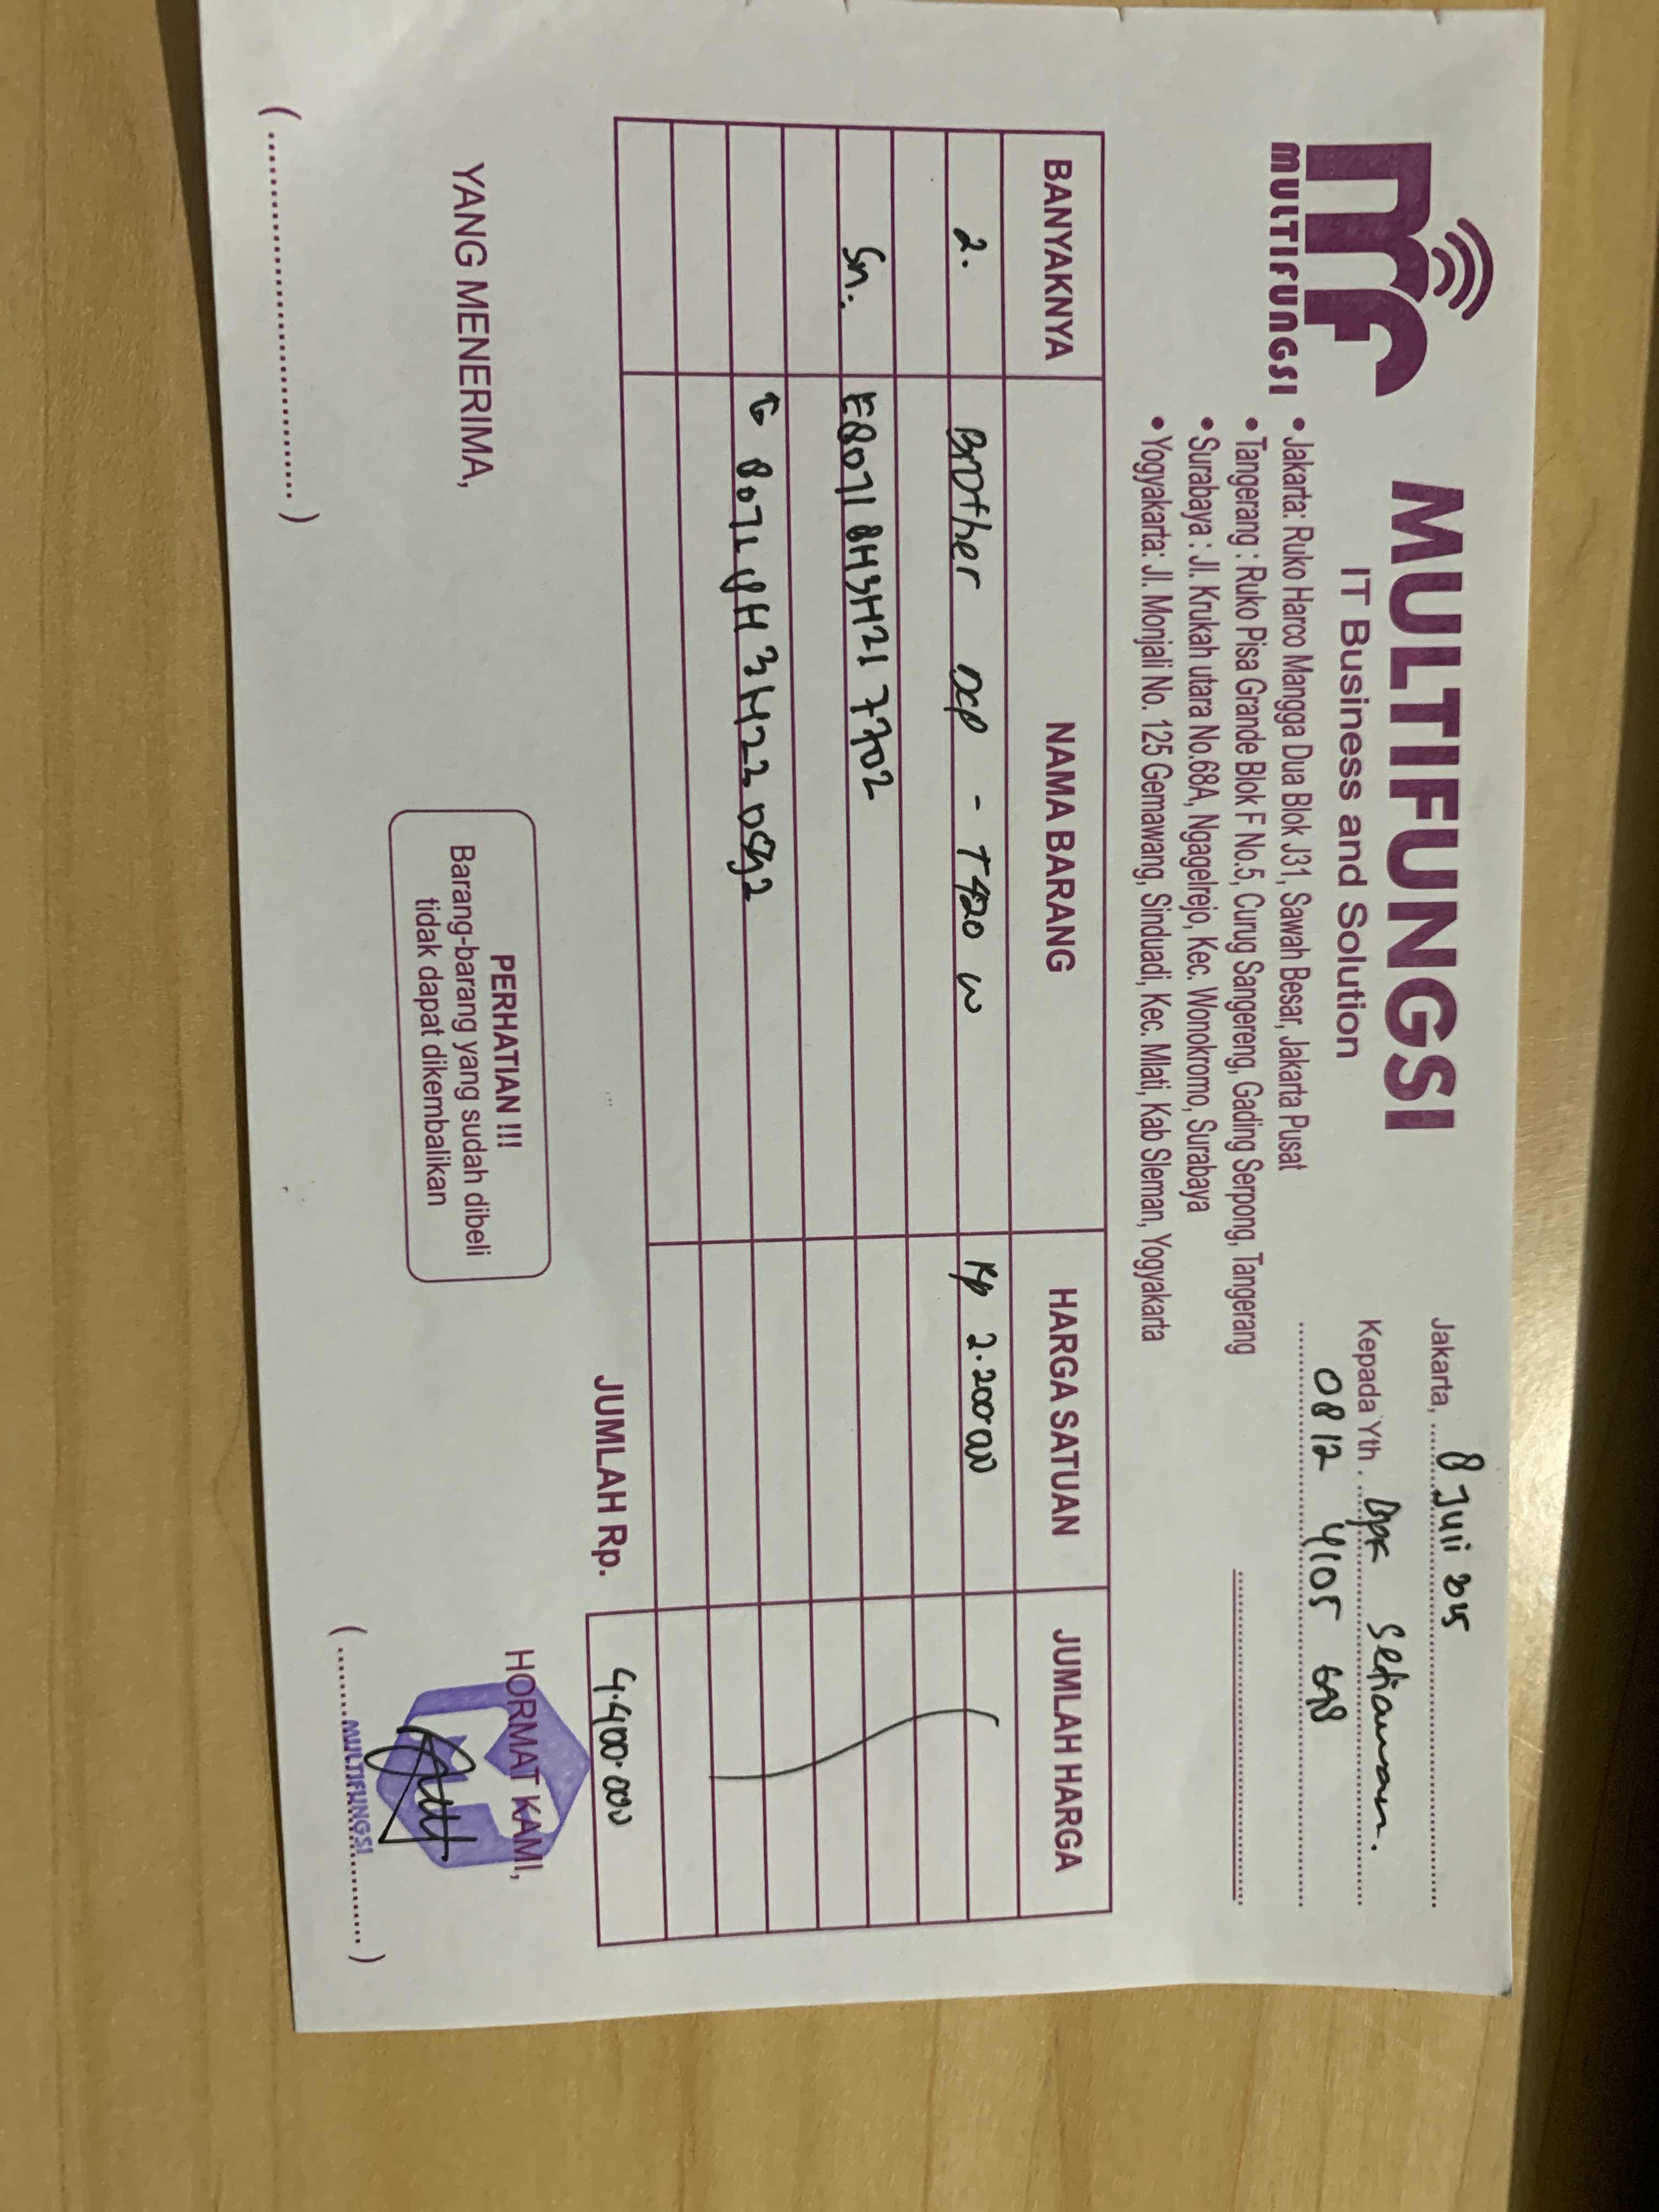 MULTIFUNGSI
MULTIFUNGSI
IT Business and Solution
• Jakarta: Ruko Harco Mangga Dua Blok J31, Sawah Besar, Jakarta Pusat
• Tangerang : Ruko Pisa Grande Blok F No.5, Curug Sangereng, Gading Serpong, Tangerang
• Surabaya : Jl. Krukah utara No.68A, Ngagelrejo, Kec. Wonokromo, Surabaya
• Yogyakarta: Jl. Monjali No. 125 Gemawang, Sinduadi, Kec. Mlati, Kab Sleman, Yogyakarta
Jakarta, 8 Juli
Kepada Yth. Bpk Setiawan.
0812 4105 698
BANYAKNYA NAMA BARANG HARGA SATUAN JUMLAH HARGA
2. Brother DCP - T420 W Rp 2.200.000
Sn. E80718H5H217702
JUMLAH Rp. 4.400.000
YANG MENERIMA,
PERHATIAN !!!
Barang-barang yang sudah dibeli
tidak dapat dikembalikan
HORMAT KAMI,
MULTIFUNGSI